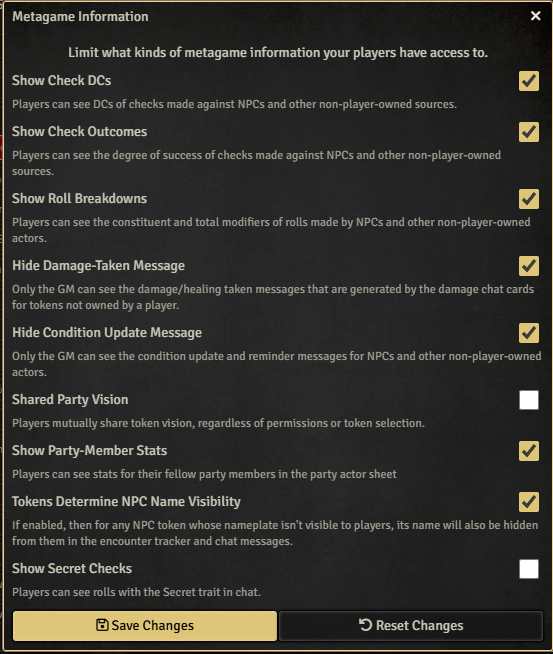 Metagame Information
Limit what kinds of metagame information your players have access to.
Show Check DCs
Players can see DCs of checks made against NPCs and other non-player-owned sources.
Show Check Outcomes
Players can see the degree of success of checks made against NPCs and other non-player-owned
sources.
Show Roll Breakdowns
Players can see the constituent and total modifiers of rolls made by NPCs and other non-player-owned
actors.
Hide Damage-Taken Message
Only the GM can see the damage/healing taken messages that are generated by the damage chat cards
for tokens not owned by a player.
Hide Condition Update Message
Only the GM can see the condition update and reminder messages for NPCs and other non-player-owned
actors.
Shared Party Vision
Players mutually share token vision, regardless of permissions or token selection.
Show Party-Member Stats
Players can see stats for their fellow party members in the party actor sheet
Tokens Determine NPC Name Visibility
If enabled, then for any NPC token whose nameplate isn't visible to players, its name will also be hidden
from them in the encounter tracker and chat messages.
Show Secret Checks
Players can see rolls with the Secret trait in chat.
Save Changes
Reset Changes